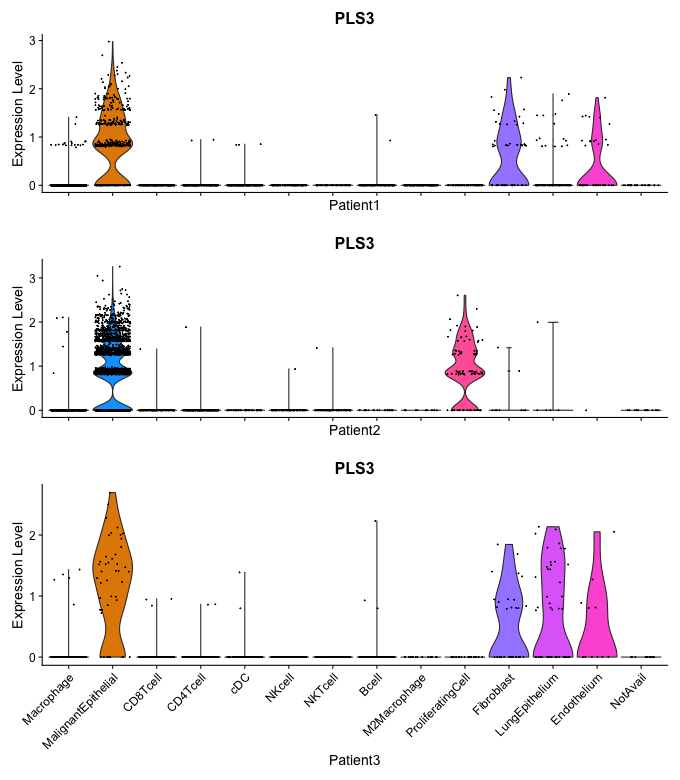 PLS3
Expression Level
3
2
1
0
Patient1
PLS3
Expression Level
3
2
1
0
Patient2
PLS3
Expression Level
2
1
0
Macrophage
MalignantEpithelial
CD8Tcell
CD4Tcell
cDC
NKcell
NKTcell
Bcell
M2Macrophage
ProliferatingCell
Fibroblast
LungEpithelium
Endothelium
NotAvail
Patient3